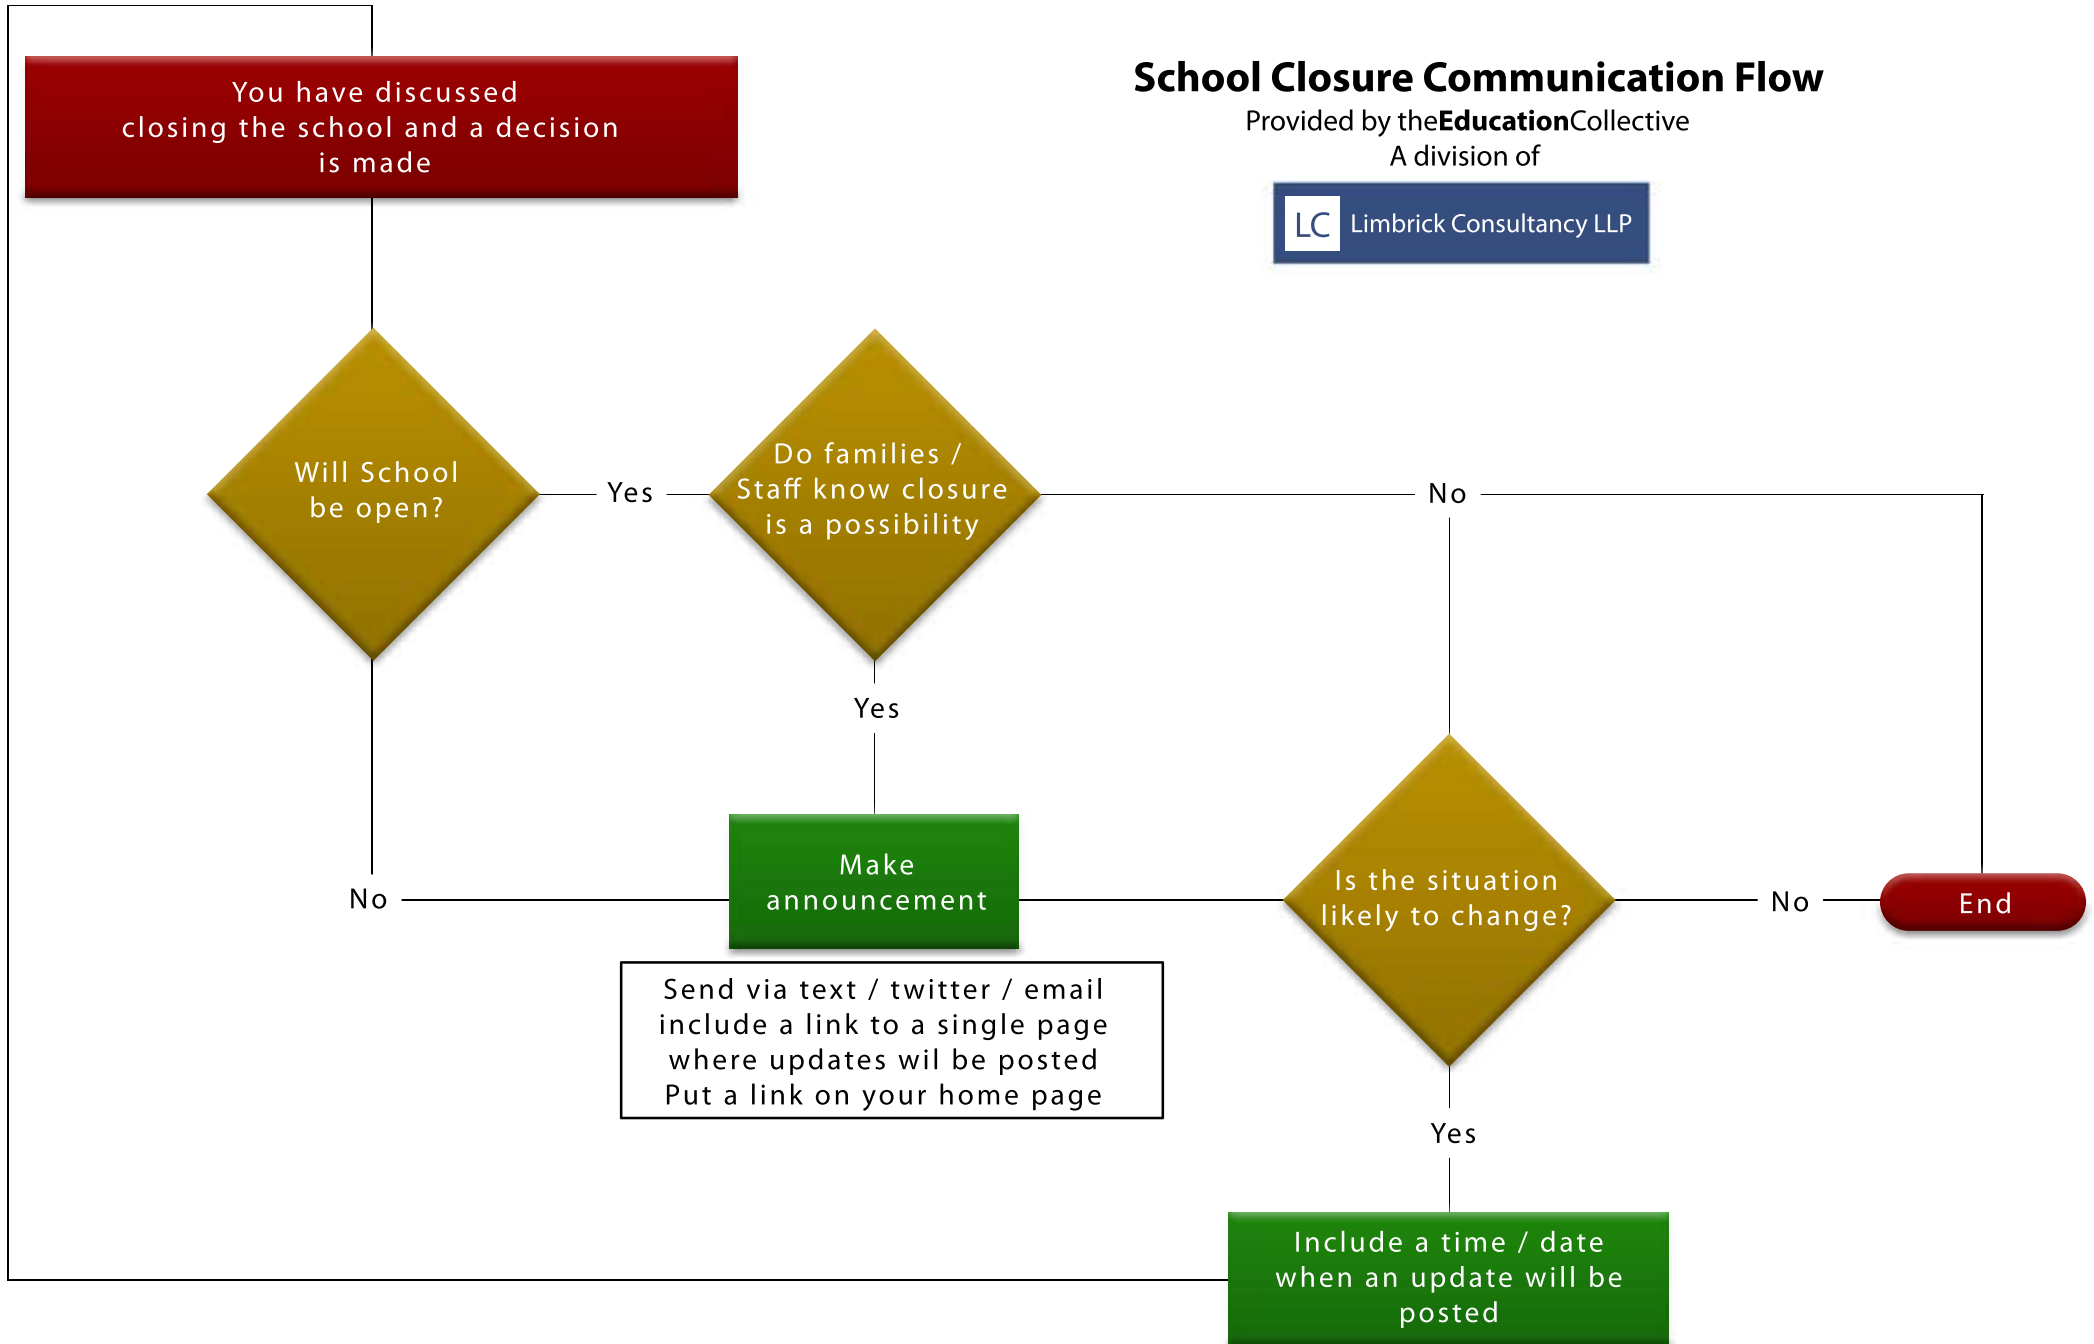 You have discussed
closing the school and a decision
is made
School Closure Communication Flow
Provided by theEducationCollective
A division of
LC Limbrick Consultancy LLP
Will School
be open?
Yes
Do families /
Staff know closure
is a possibility
No
Yes
No
Make
announcement
Is the situation
likely to change?
No
End
Send via text / twitter / email
include a link to a single page
where updates wil be posted
Put a link on your home page
Yes
Include a time / date
when an update will be
posted